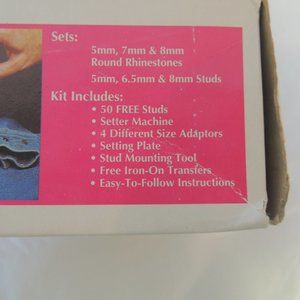 Sets:
5mm, 7mm & 8mm
Round Rhinestones
5mm, 6.5mm & 8mm Studs
Kit Includes:
• 50 FREE Studs
• Setter Machine
• 4 Different Size Adaptors
• Setting Plate
• Stud Mounting Tool
• Free Iron-On Transfers
• Easy-To-Follow Instructions